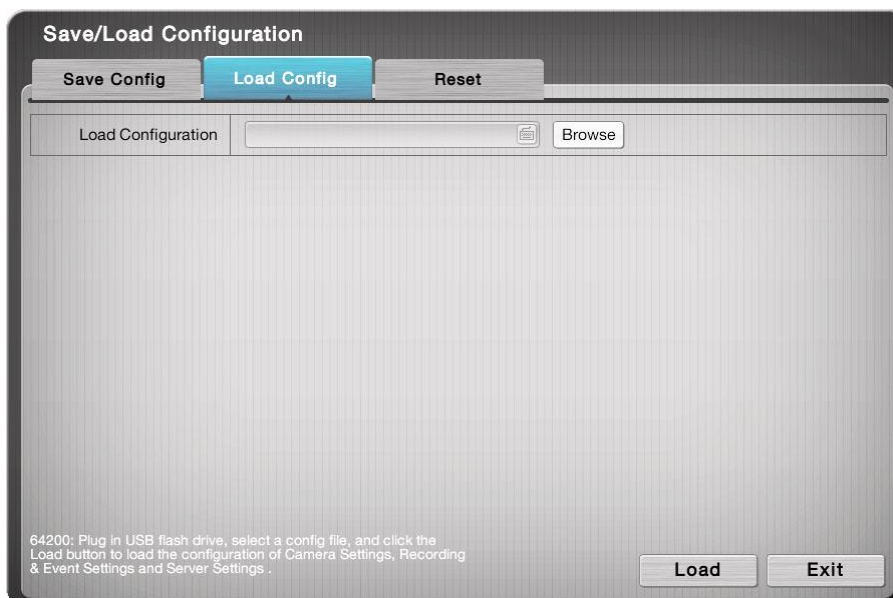 Save/Load Configuration
Save Config
Load Config
Reset
Load Configuration
Browse
64200: Plug in USB flash drive, select a config file, and click the
Load button to load the configuration of Camera Settings, Recording
& Event Settings and Server Settings .
Load
Exit